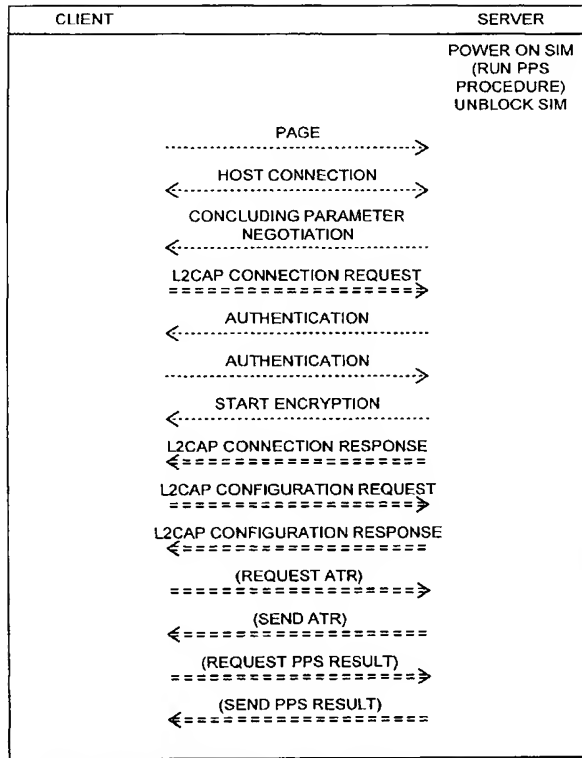 CLIENT SERVER
POWER ON SIM
(RUN PPS
PROCEDURE)
UNBLOCK SIM
PAGE
HOST CONNECTION
CONCLUDING PARAMETER
NEGOTIATION
L2CAP CONNECTION REQUEST
AUTHENTICATION
AUTHENTICATION
START ENCRYPTION
L2CAP CONNECTION RESPONSE
L2CAP CONFIGURATION REQUEST
L2CAP CONFIGURATION RESPONSE
(REQUEST ATR)
(SEND ATR)
(REQUEST PPS RESULT)
(SEND PPS RESULT)